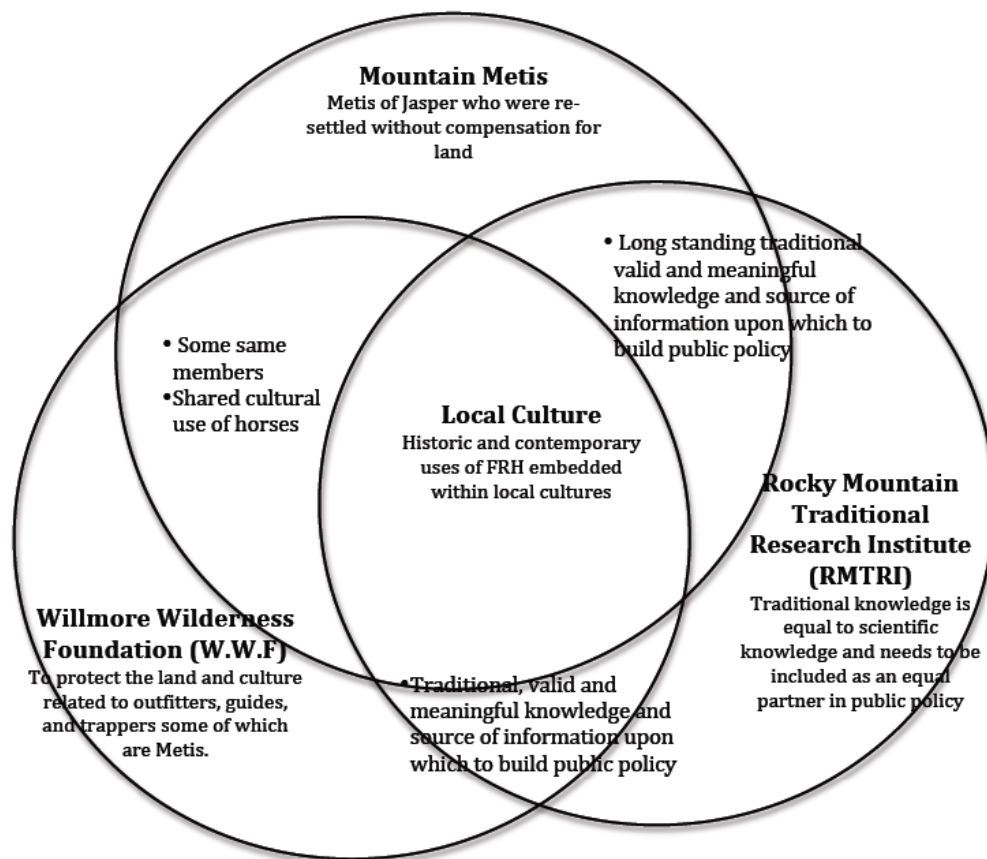 Mountain Metis
Metis of Jasper who were re-
settled without compensation for
land
• Long standing traditional
valid and meaningful
knowledge and source of
information upon which to
build public policy
• Some same
members
•Shared cultural
use of horses
Local Culture
Historic and contemporary
uses of FRH embedded
within local cultures
Rocky Mountain
Traditional
Research Institute
(RMTRI)
Traditional knowledge is
equal to scientific
knowledge and needs to be
included as an equal
partner in public policy
Willmore Wilderness
Foundation (W.W.F)
To protect the land and culture
related to outfitters, guides,
and trappers some of which
are Metis.
•Traditional, valid and
meaningful knowledge and
source of information upon
which to build public policy